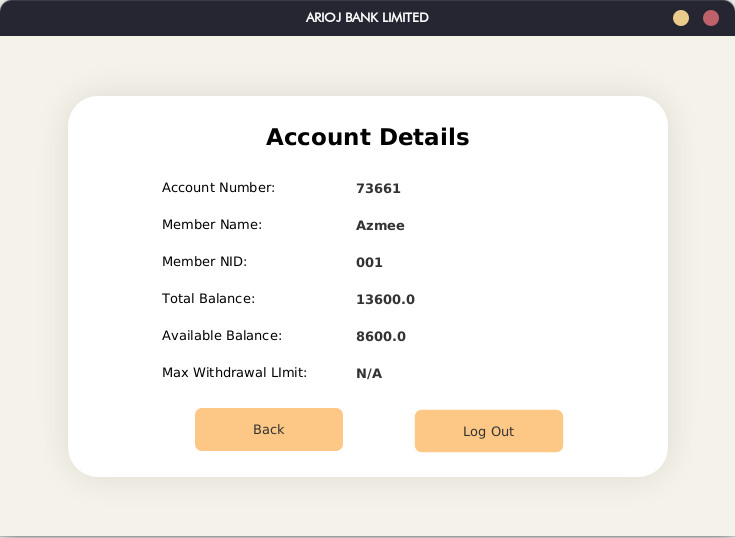 ARIOJ BANK LIMITED
Account Details
Account Number: 73661
Member Name: Azmee
Member NID: 001
Total Balance: 13600.0
Available Balance: 8600.0
Max Withdrawal LImit: N/A
Back Log Out